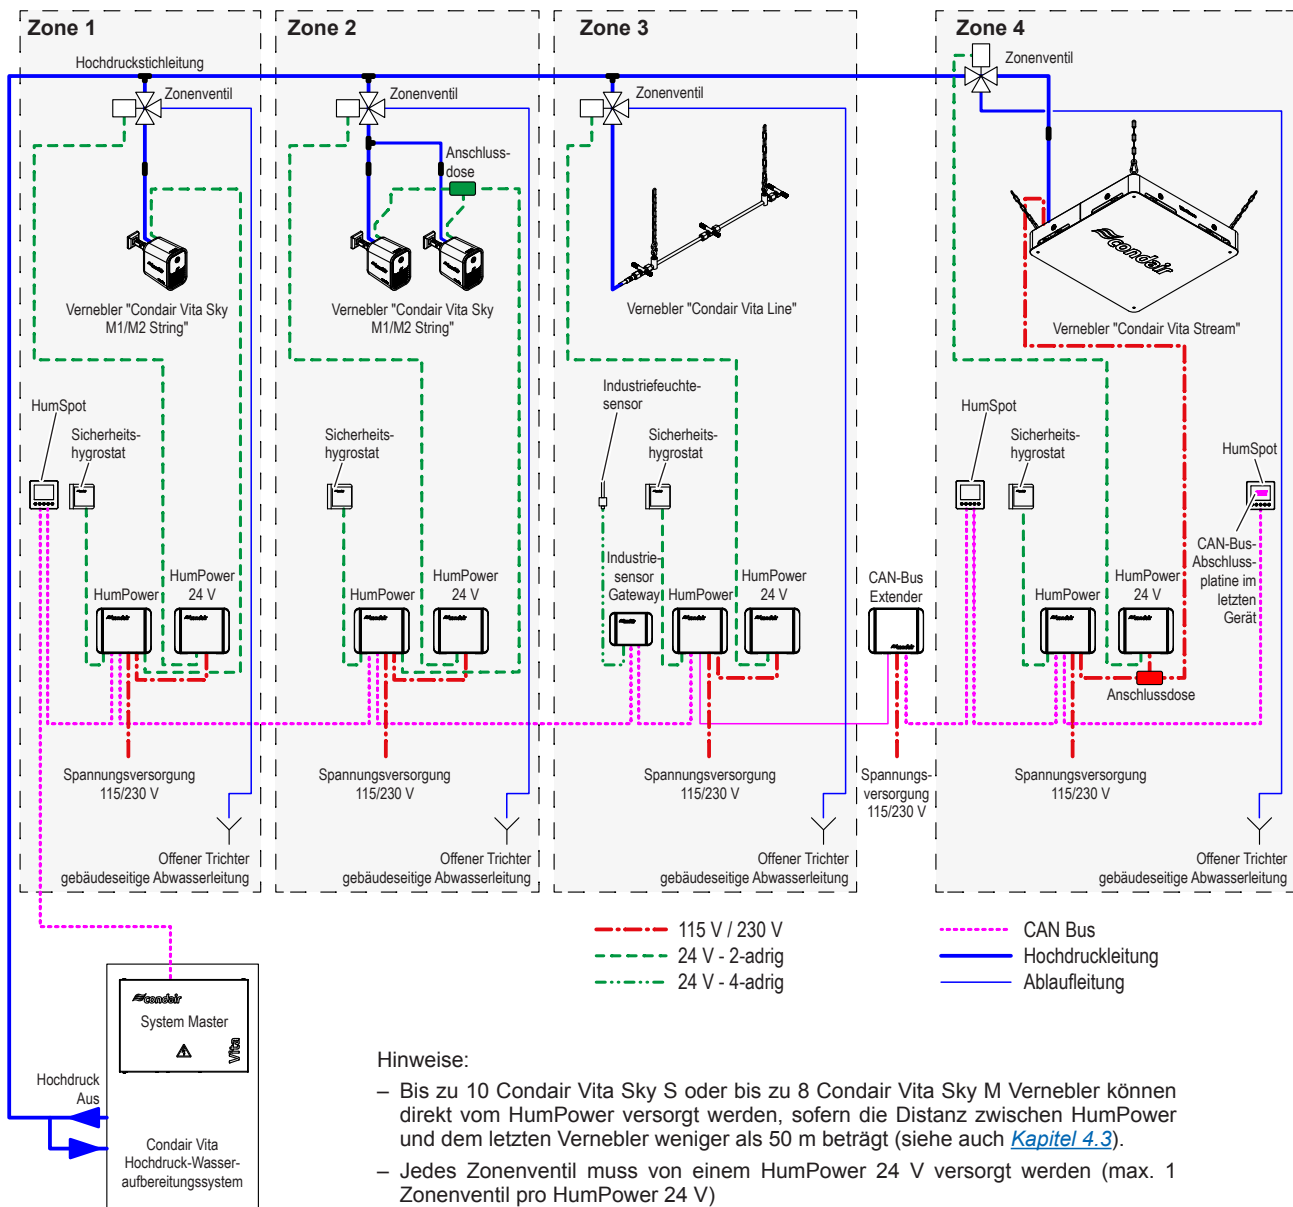 Zone 1
Zone 2
Zone 3
Zone 4
Hochdruckstichleitung
Zonenventil
Zonenventil
Zonenventil
Zonenventil
Anschluss-
dose
condair
Vernebler "Condair Vita Sky
M1/M2 String"
Vernebler "Condair Vita Sky
M1/M2 String"
Vernebler "Condair Vita Line"
Vernebler "Condair Vita Stream"
HumSpot
Sicherheits-
hygrostat
Sicherheits-
hygrostat
Industriefeuchte-
sensor
Sicherheits-
hygrostat
HumSpot
Sicherheits-
hygrostat
HumSpot
CAN-Bus-
Abschluss-
platine im
letzten
Gerät
HumPower
HumPower
24 V
HumPower
HumPower
24 V
Industrie-
sensor
Gateway
HumPower
HumPower
24 V
CAN-Bus
Extender
HumPower
HumPower
24 V
Anschlussdose
Spannungsversorgung
115/230 V
Spannungsversorgung
115/230 V
Spannungsversorgung
115/230 V
Spannungs-
versorgung
115/230 V
Spannungsversorgung
115/230 V
Offener Trichter
gebäudeseitige Abwasserleitung
Offener Trichter
gebäudeseitige Abwasserleitung
Offener Trichter
gebäudeseitige Abwasserleitung
Offener Trichter
gebäudeseitige Abwasserleitung
115 V / 230 V
24 V - 2-adrig
24 V - 4-adrig
CAN Bus
Hochdruckleitung
Ablaufleitung
condair
System Master
Vita
Hochdruck
Aus
Condair Vita
Hochdruck-Wasser-
aufbereitungssystem
Hinweise:
– Bis zu 10 Condair Vita Sky S oder bis zu 8 Condair Vita Sky M Vernebler können
direkt vom HumPower versorgt werden, sofern die Distanz zwischen HumPower
und dem letzten Vernebler weniger als 50 m beträgt (siehe auch Kapitel 4.3).
– Jedes Zonenventil muss von einem HumPower 24 V versorgt werden (max. 1
Zonenventil pro HumPower 24 V)